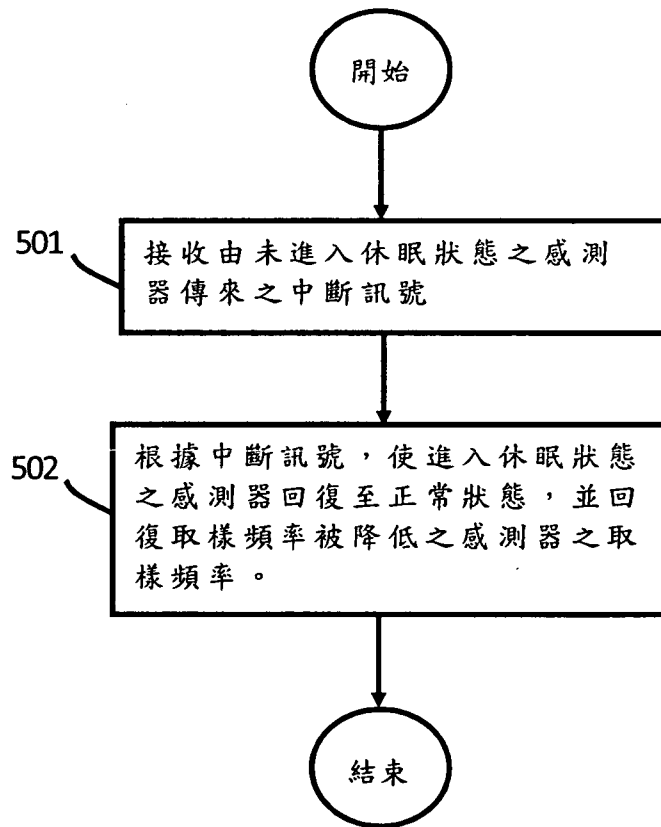 開始
501
接收由未進入休眠狀態之感測
器傳來之中斷訊號
502
根據中斷訊號，使進入休眠狀態
之感測器回復至正常狀態，並回
復取樣頻率被降低之感測器之取
樣頻率。
結束